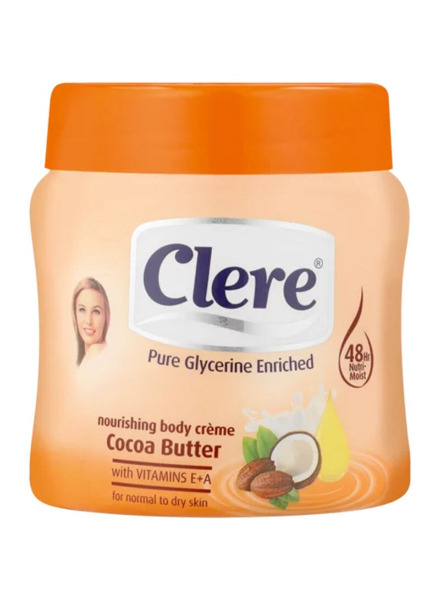 Clere®
Pure Glycerine Enriched
48Hr
Nutri-
Moist
nourishing body crème
Cocoa Butter
with VITAMINS E+A
for normal to dry skin